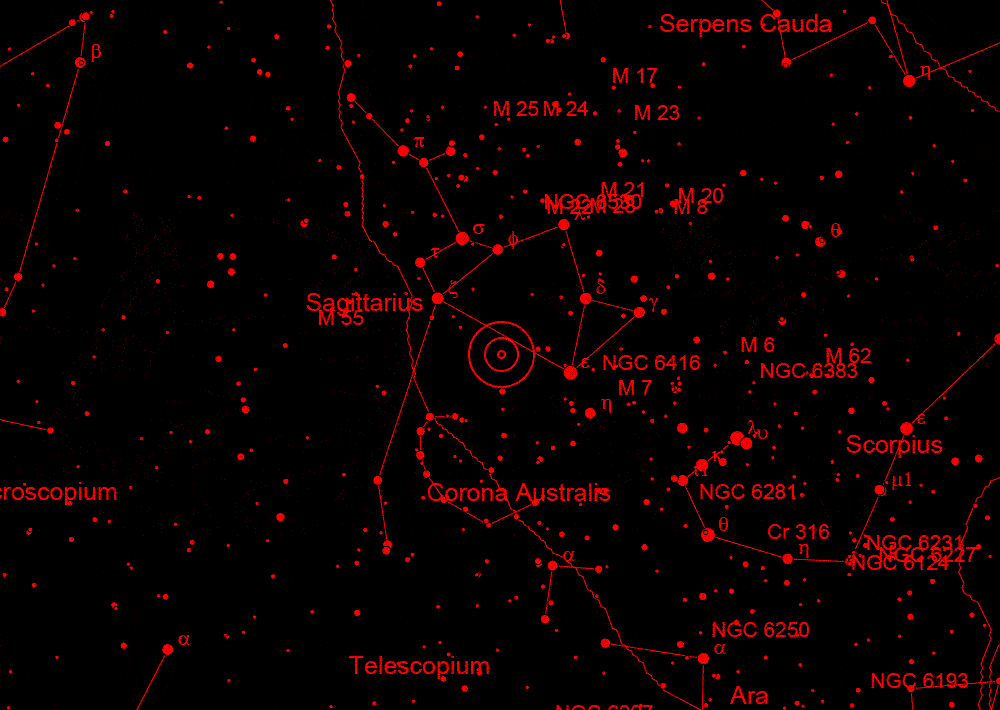 Serpens Cauda
β
η
M 17
M 25
M 24
M 23
π
M 21
M 20
M 8
σ
φ
θ
τ
ζ
δ
γ
Sagittarius
M 55
M 6
M 62
ε
NGC 6416
NGC 6383
M 7
η
ε
λ
υ
Scorpius
κ
μ1
croscopium
Corona Australis
NGC 6281
θ
Cr 316
η
NGC 6231
NGC 6227
NGC 6124
α
NGC 6250
α
α
Telescopium
NGC 6193
Ara